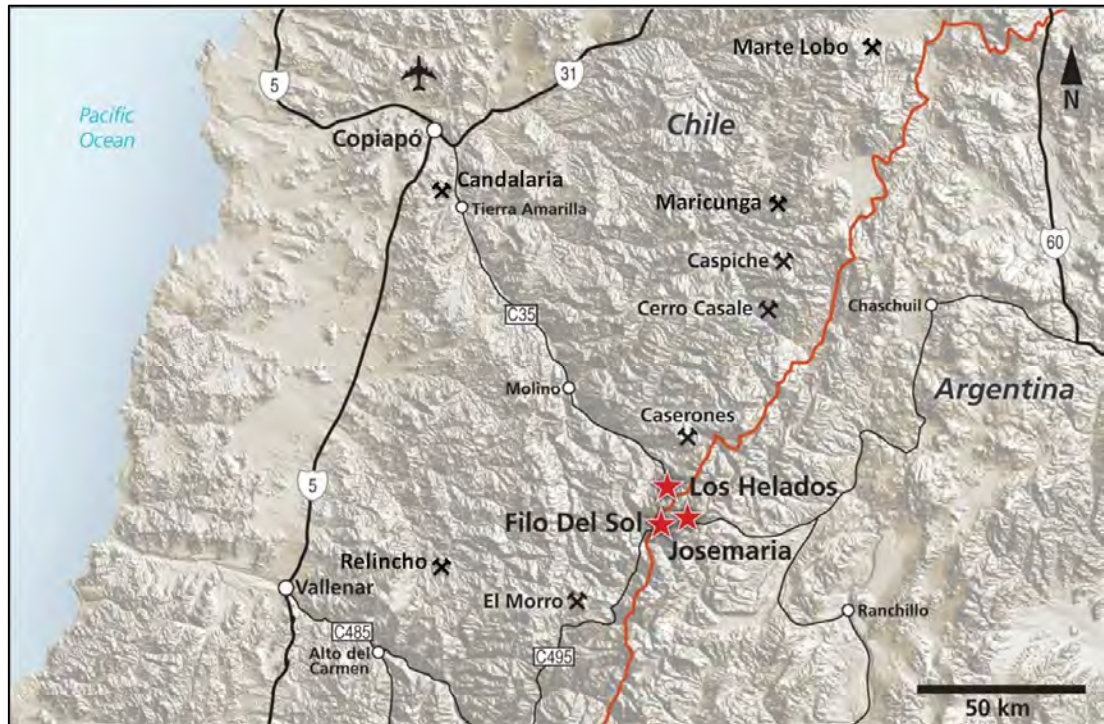 Marte Lobo
N
5
31
Pacific
Ocean
Copiapó
Chile
Candalaria
Tierra Amarilla
Maricunga
60
Caspiche
Cerro Casale
Chaschuil
C35
Molino
Argentina
Caserones
5
Los Helados
Filo Del Sol
Josemaria
Relincho
Vallenar
El Morro
Ranchillo
C485
Alto del
Carmen
C495
50 km